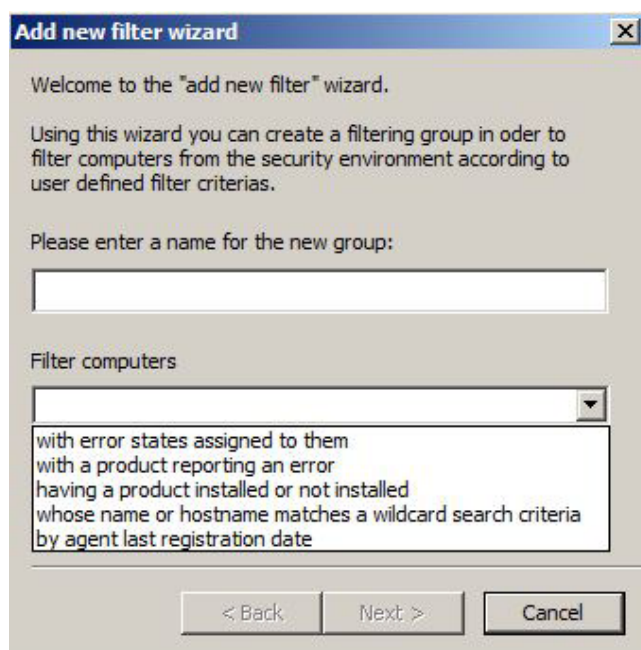 Add new filter wizard
Welcome to the "add new filter" wizard.
Using this wizard you can create a filtering group in oder to
filter computers from the security environment according to
user defined filter criterias.
Please enter a name for the new group:
Filter computers
with error states assigned to them
with a product reporting an error
having a product installed or not installed
whose name or hostname matches a wildcard search criteria
by agent last registration date
< Back Next > Cancel